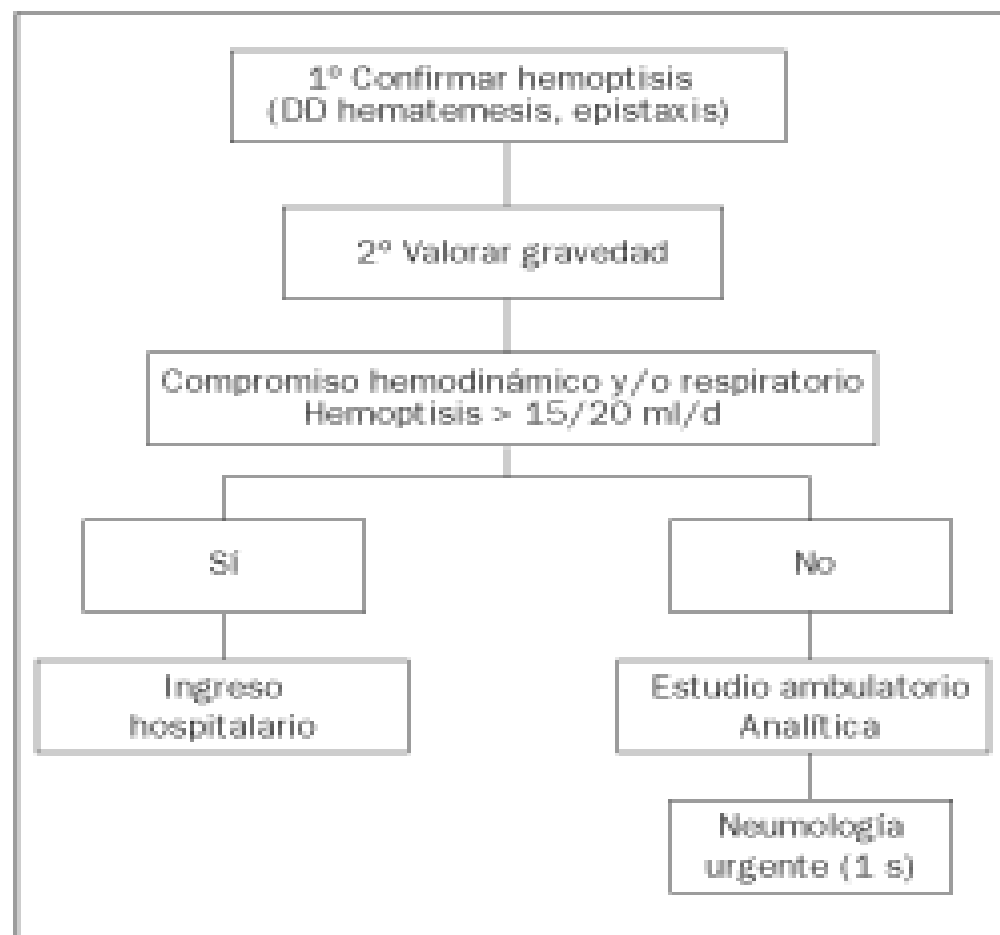 1º Confirmar hemoptisis
(DD hematemesis, epistaxis)
2º Valorar gravedad
Compromiso hemodinámico y/o respiratorio
Hemoptisis > 15/20 ml/d
Sí
No
Ingreso
hospitalario
Estudio ambulatorio
Analítica
Neumología
urgente (1 s)